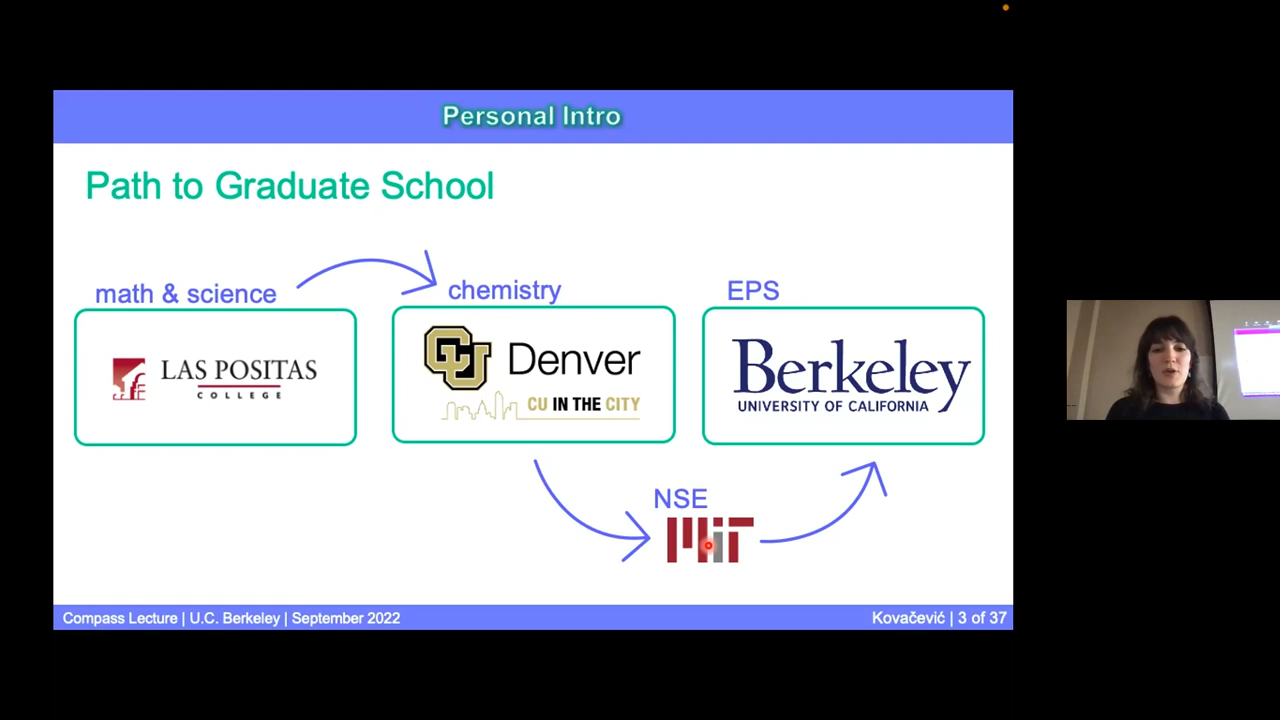 Personal Intro
Path to Graduate School
math & science
LAS POSITAS
COLLEGE
chemistry
CU Denver
CU IN THE CITY
EPS
Berkeley
UNIVERSITY OF CALIFORNIA
NSE
MIT
Compass Lecture | U.C. Berkeley | September 2022
Kovačević | 3 of 37